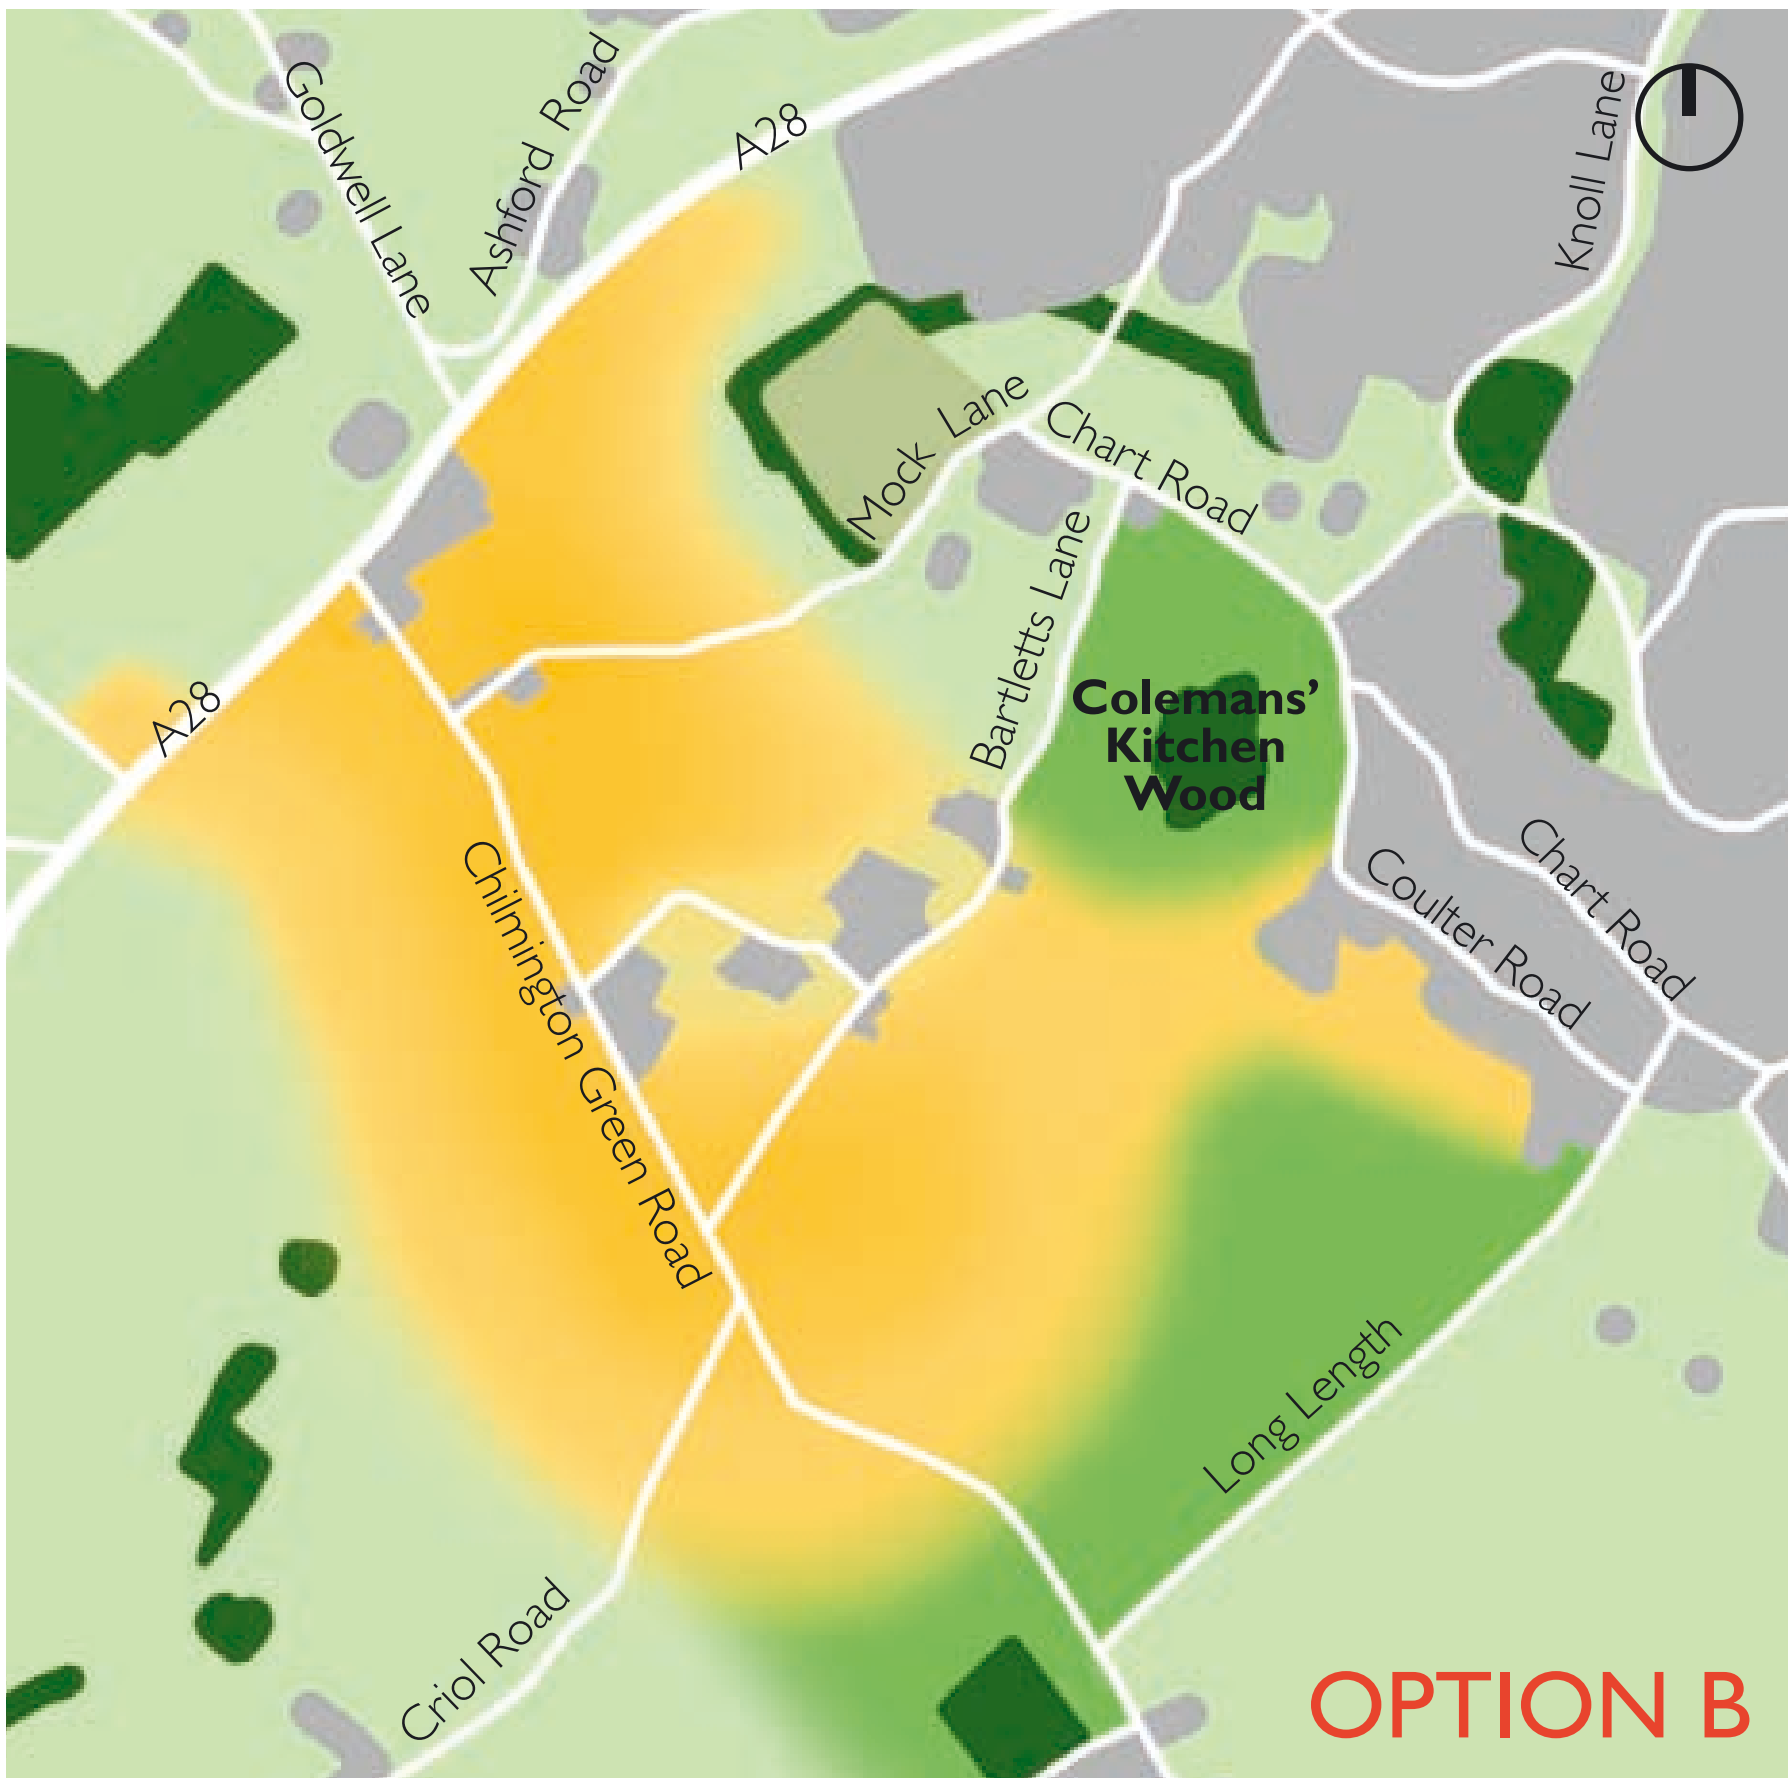 Goldwell Lane
Ashford Road
A28
Knoll Lane
Mock Lane
Chart Road
Bartletts Lane
A28
Colemans’
Kitchen
Wood
Chilmington Green Road
Coulter Road
Chart Road
Long Length
Criol Road
OPTION B